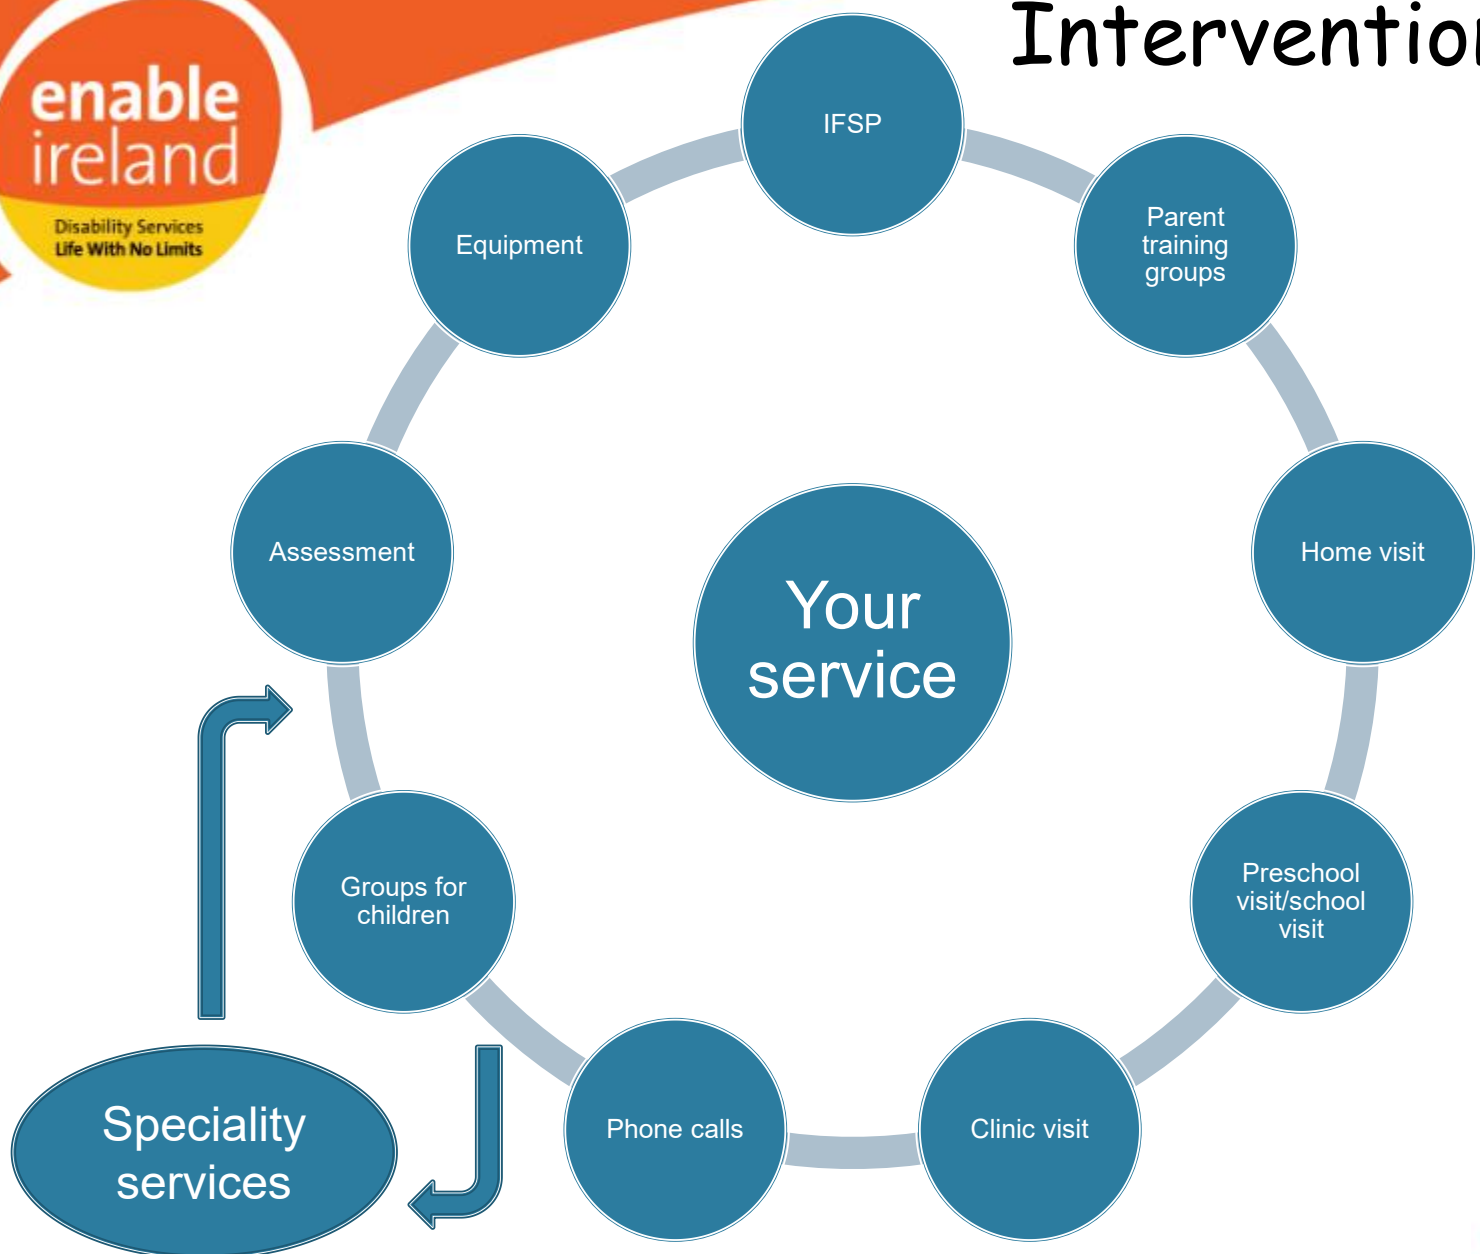 Intervention
enable
ireland
Disability Services
Life With No Limits
IFSP
Parent
training
groups
Equipment
Home visit
Assessment
Your
service
Preschool
visit/school
visit
Groups for
children
Phone calls
Clinic visit
Speciality
services